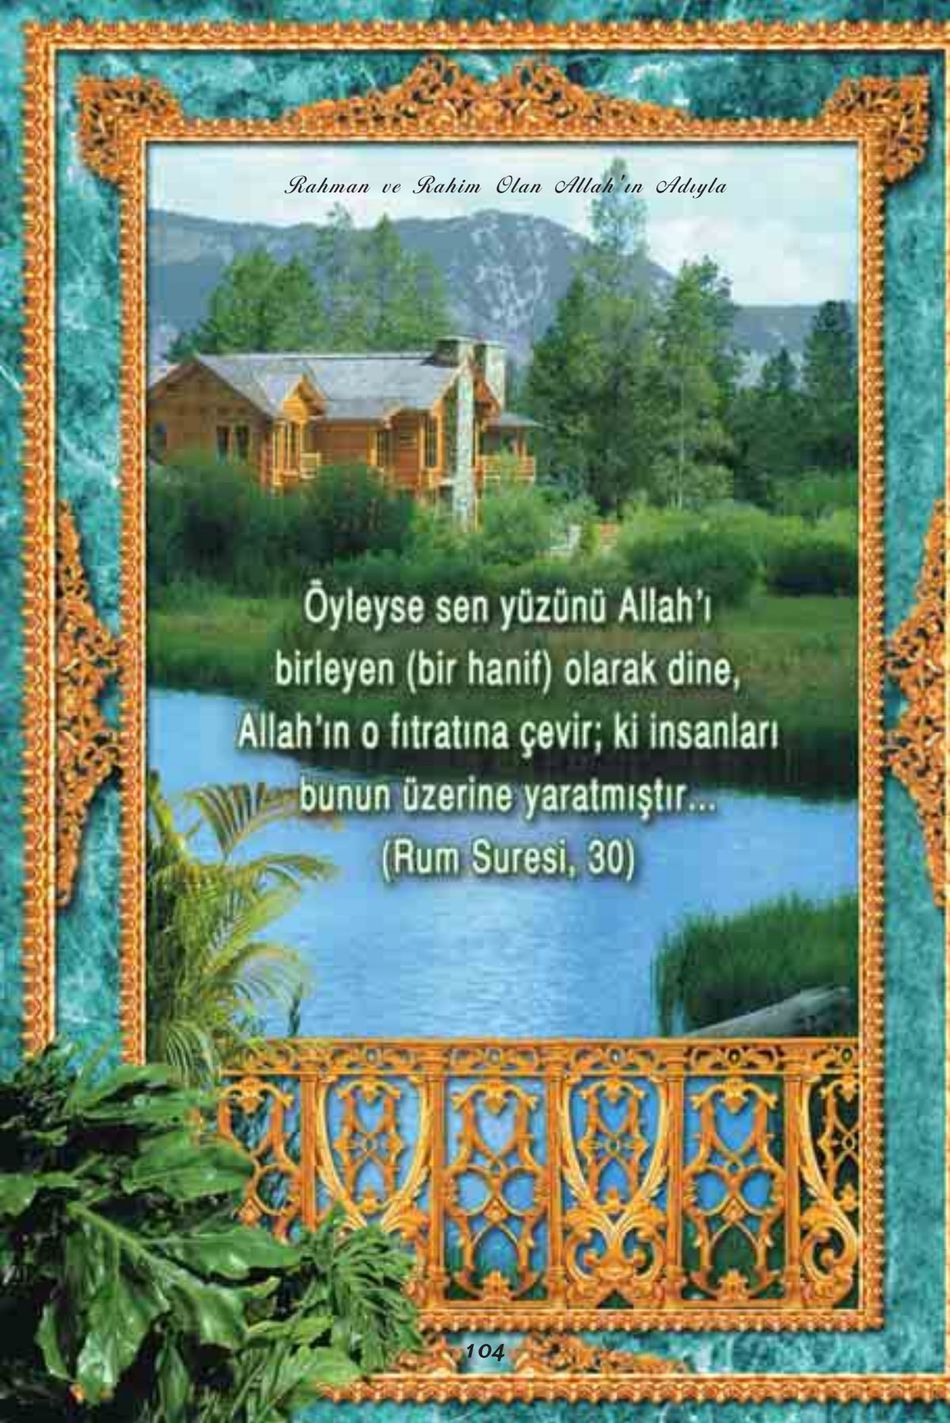 Rahman ve Rahim Olan Allah'ın Adıyla
Öyleyse sen yüzünü Allah'ı
birleyen (bir hanif) olarak dine,
Allah'ın o fıtratına çevir; ki insanları
bunun üzerine yaratmıştır...
(Rum Suresi, 30)
104